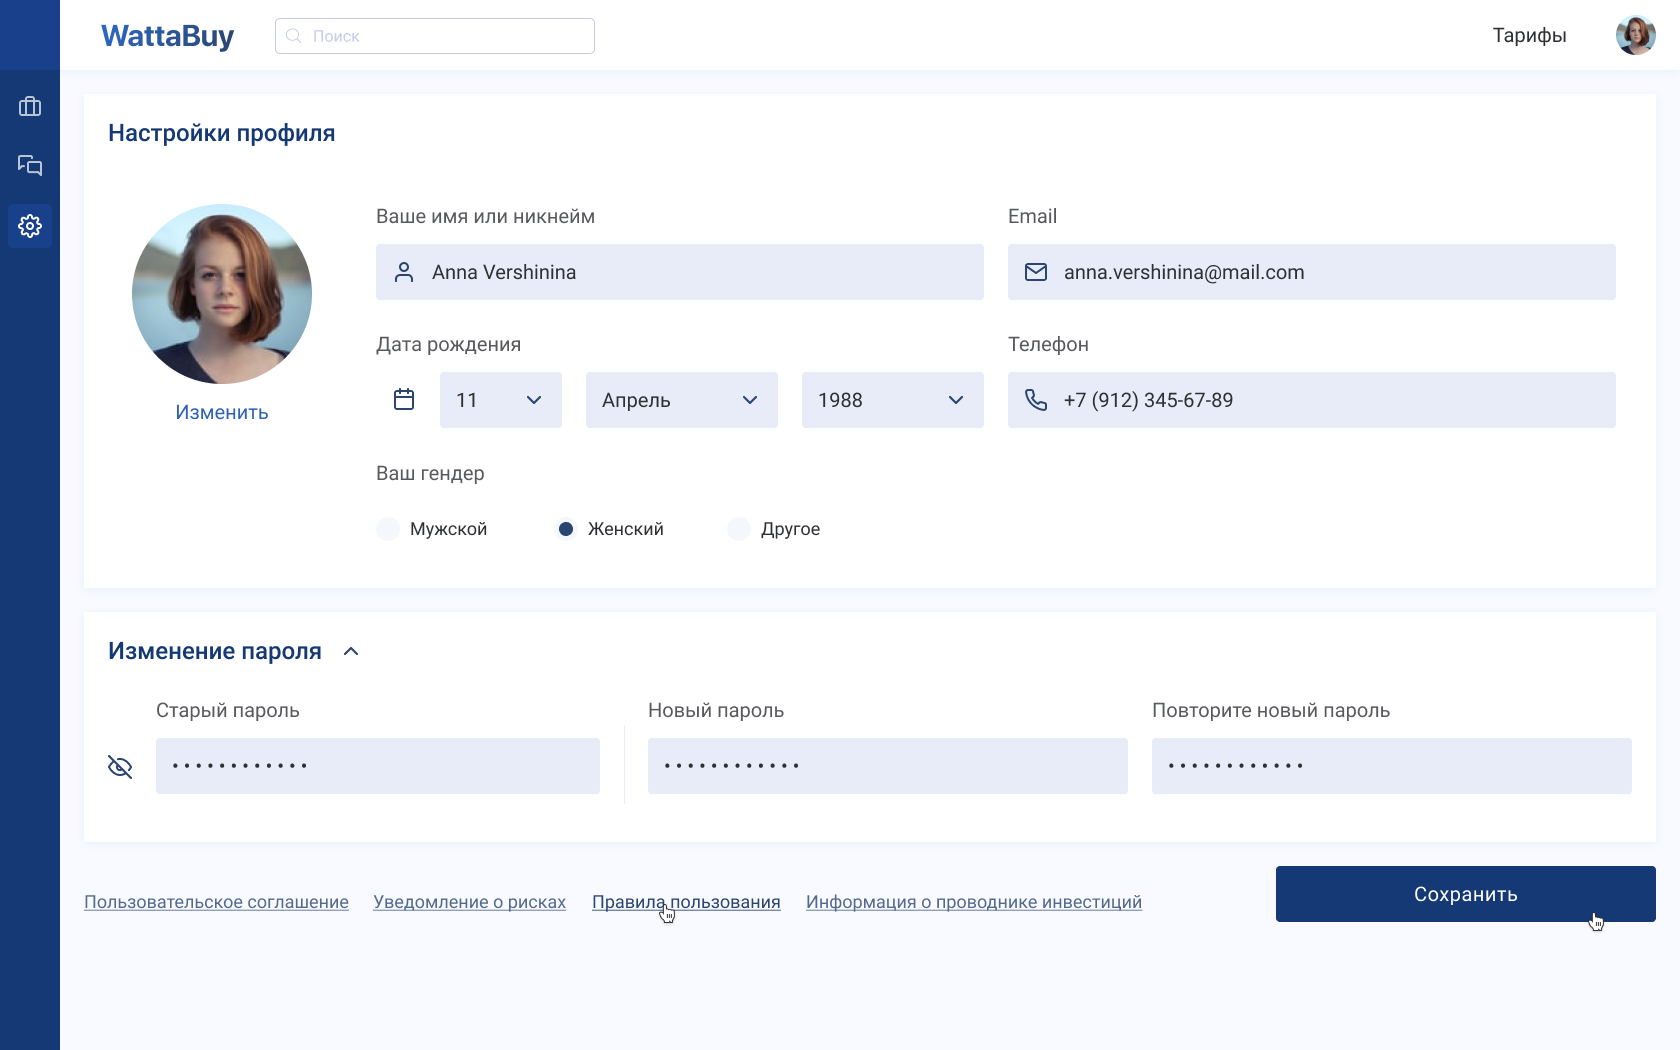 WattaBuy
Поиск
Тарифы
Настройки профиля
Изменить
Ваше имя или никнейм
Anna Vershinina
Email
anna.vershinina@mail.com
Дата рождения
11 Апрель 1988
Телефон
+7 (912) 345-67-89
Ваш гендер
Мужской Женский Другое
Изменение пароля
Старый пароль Новый пароль Повторите новый пароль
•••••••••••• •••••••••••• ••••••••••••
Пользовательское соглашение Уведомление о рисках Правила пользования Информация о проводнике инвестиций
Сохранить